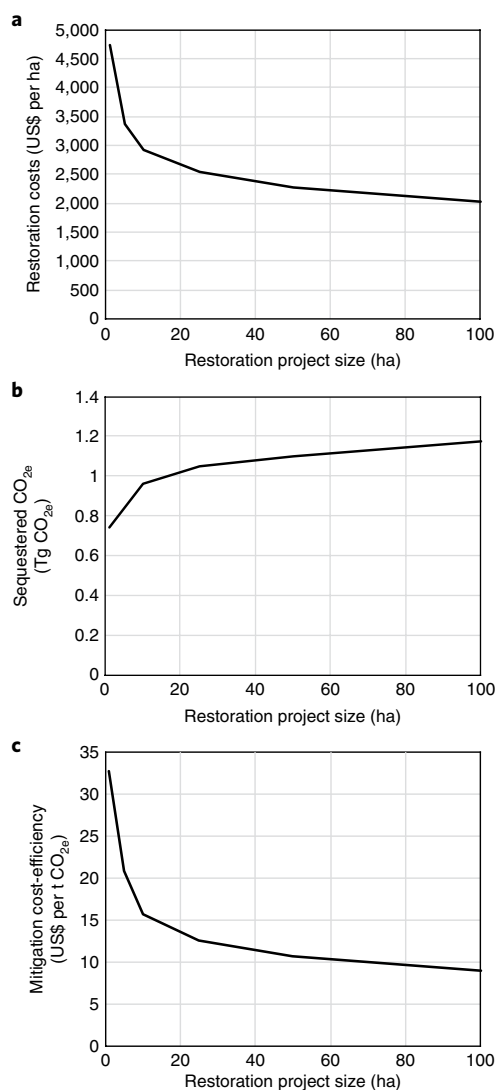 a
Restoration costs (US$ per ha)
5,000
4,500
4,000
3,500
3,000
2,500
2,000
1,500
1,000
500
0
0 20 40 60 80 100
Restoration project size (ha)
b
Sequestered CO2e
(Tg CO2e)
1.4
1.2
1
0.8
0.6
0.4
0.2
0
0 20 40 60 80 100
Restoration project size (ha)
c
Mitigation cost-efficiency
(US$ per t CO2e)
35
30
25
20
15
10
5
0
0 20 40 60 80 100
Restoration project size (ha)